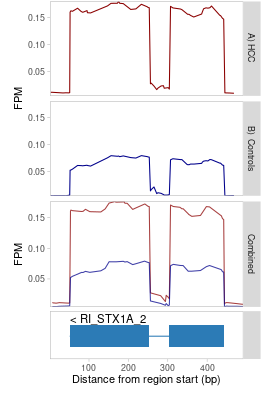 0.15
0.10
0.05
A) HCC
FPM
0.15
0.10
0.05
B): Controls
0.15
0.10
0.05
FPM
Combined
< RI_STX1A_2
100 200 300 400
Distance from region start (bp)